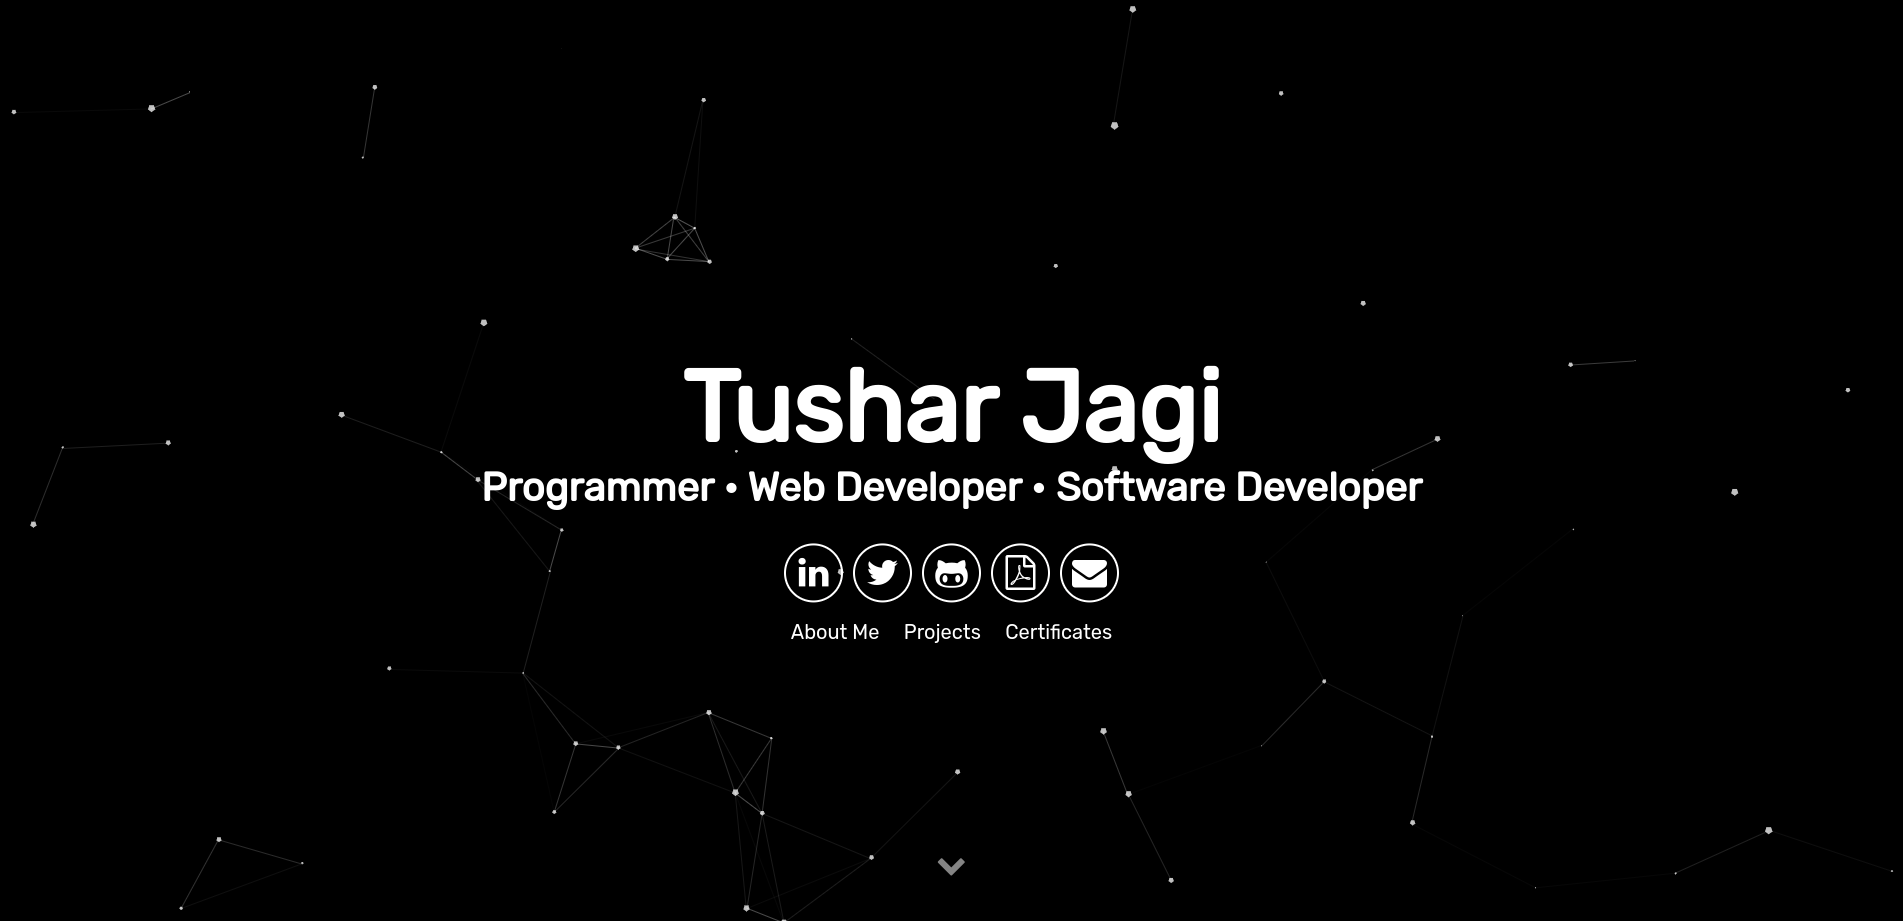 Tushar Jagi
Programmer • Web Developer • Software Developer
About Me Projects Certificates